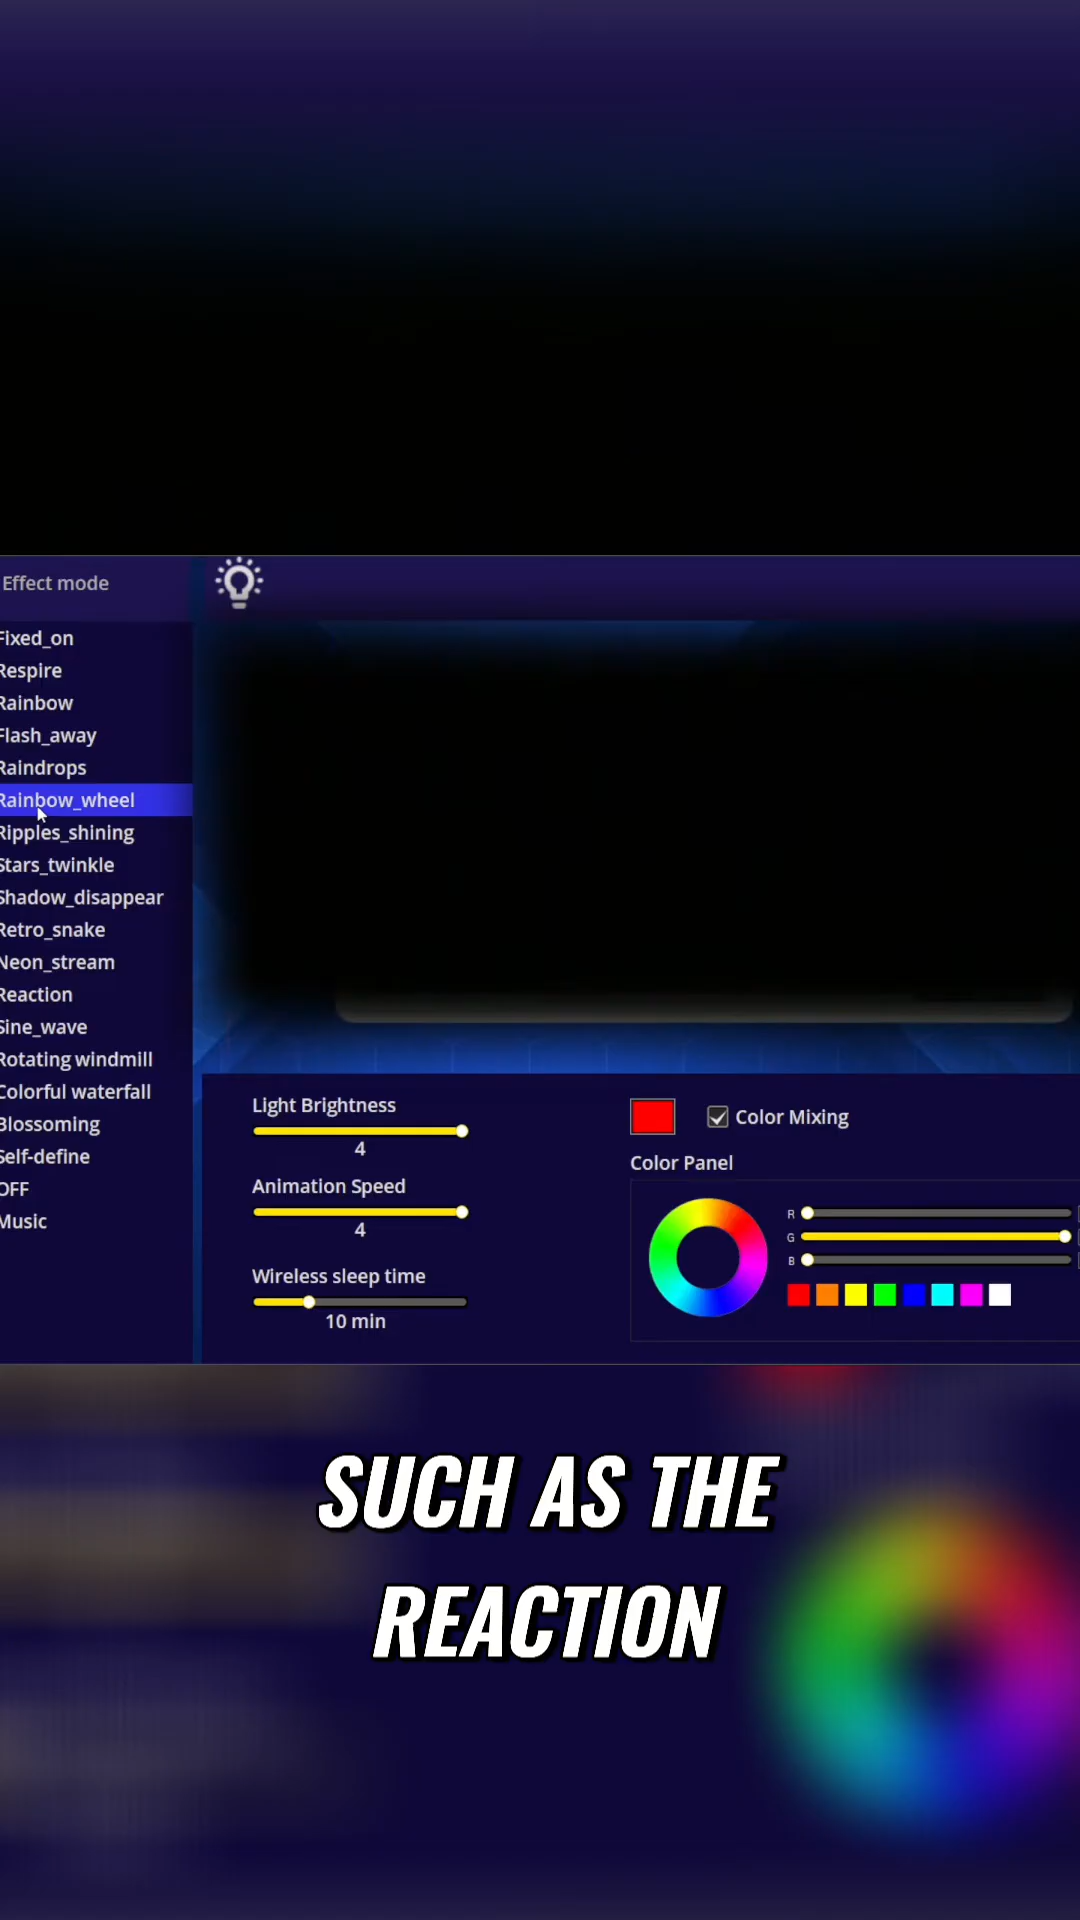 Effect mode
Fixed_on
Respire
Rainbow
Flash_away
Raindrops
Rainbow_wheel
Ripples_shining
Stars_twinkle
Shadow_disappear
Retro_snake
Neon_stream
Reaction
Sine_wave
Rotating windmill
Colorful waterfall
Blossoming
Self-define
OFF
Music
Light Brightness
4
Animation Speed
4
Wireless sleep time
10 min
Color Mixing
Color Panel
R
G
B
SUCH AS THE
REACTION